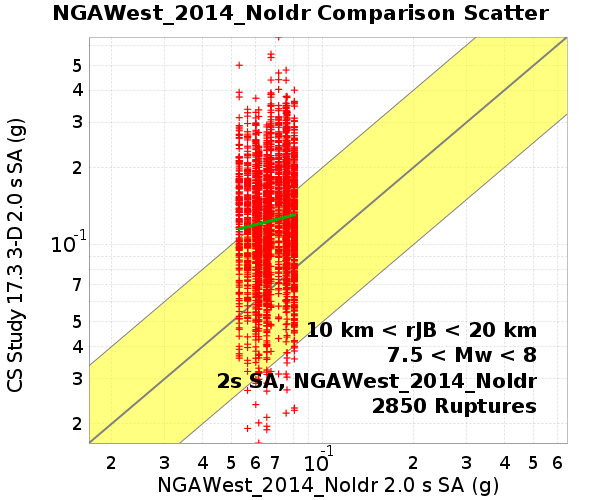 NGAWest_2014_NoIdr Comparison Scatter
CS Study 17.3 3-D 2.0 s SA (g)
5
4
3
2
10-1
7
5
4
3
2
10 km < rJB < 20 km
7.5 < Mw < 8
2s SA, NGAWest_2014_NoIdr
2850 Ruptures
2 3 4 5 6 7 10-1 2 3 4 5 6
NGAWest_2014_NoIdr 2.0 s SA (g)